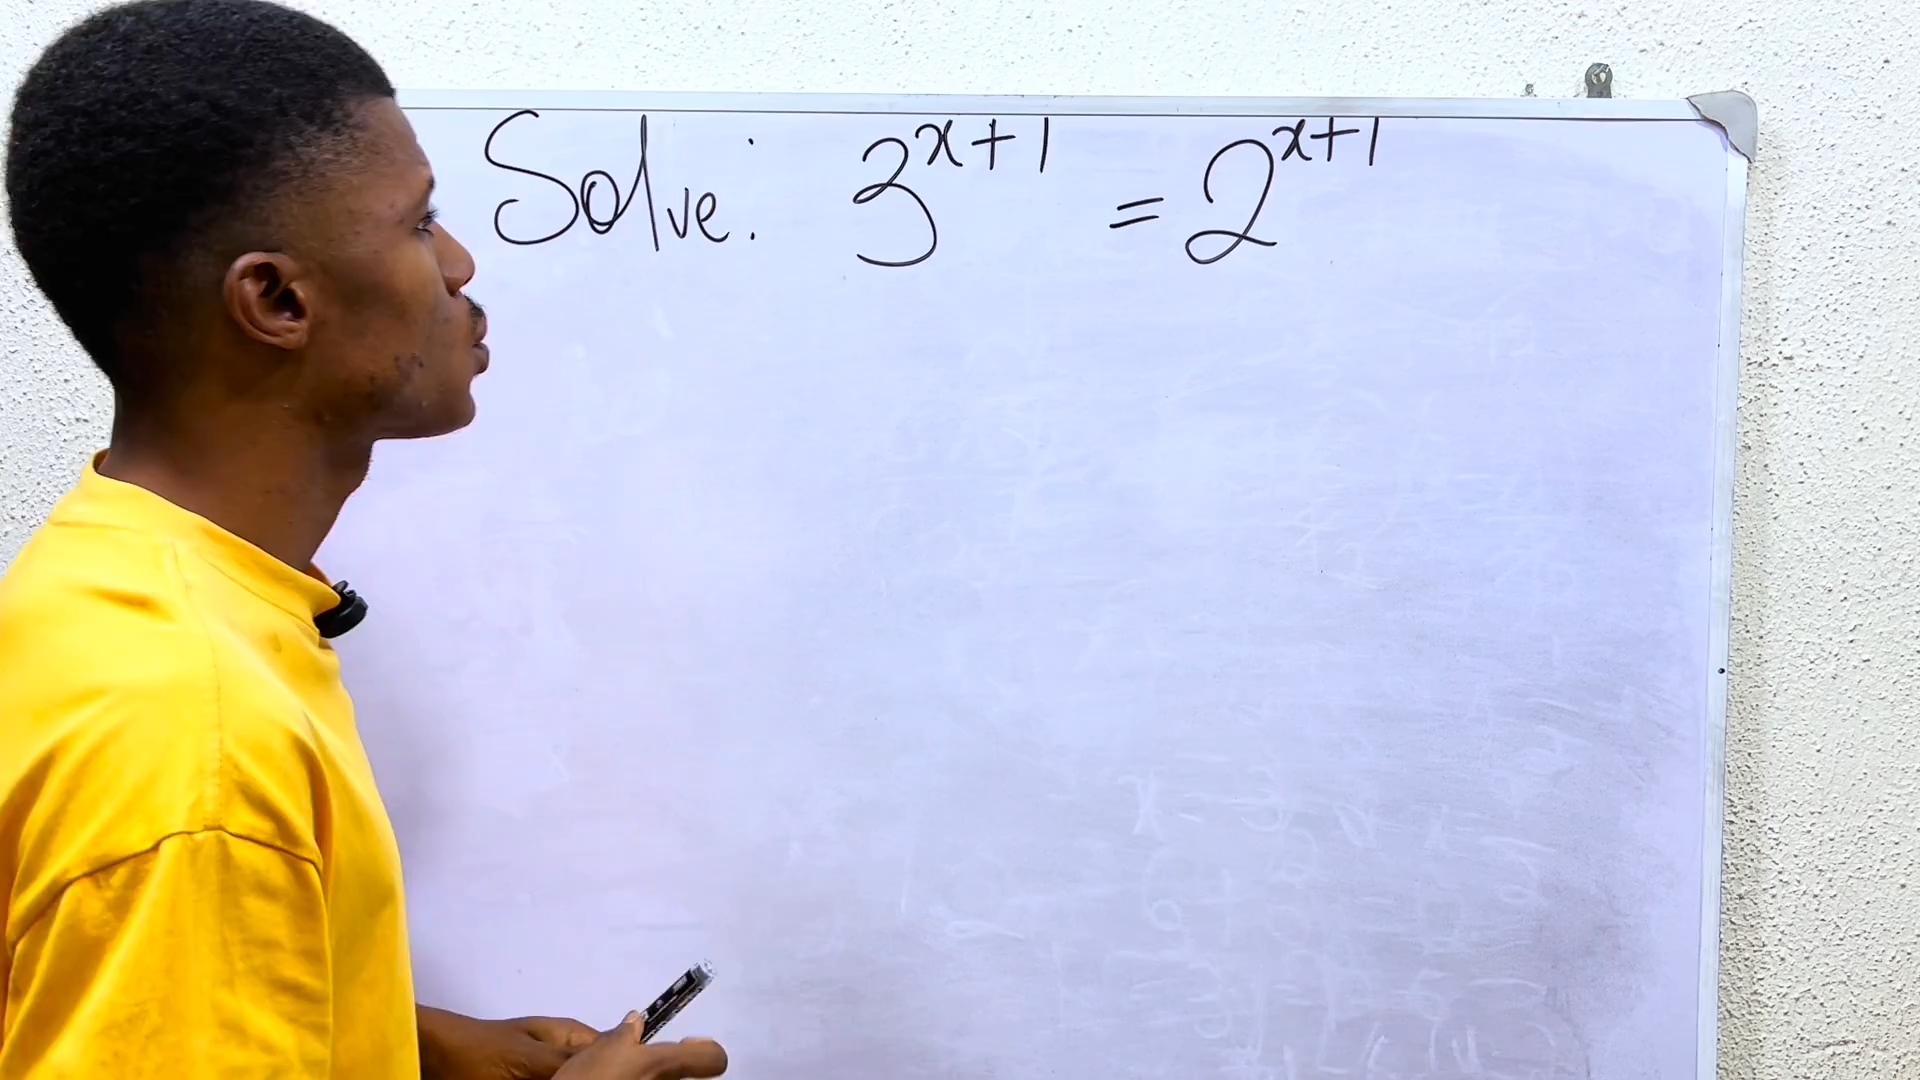 Solve: 3^{x+1} = 2^{x+1}